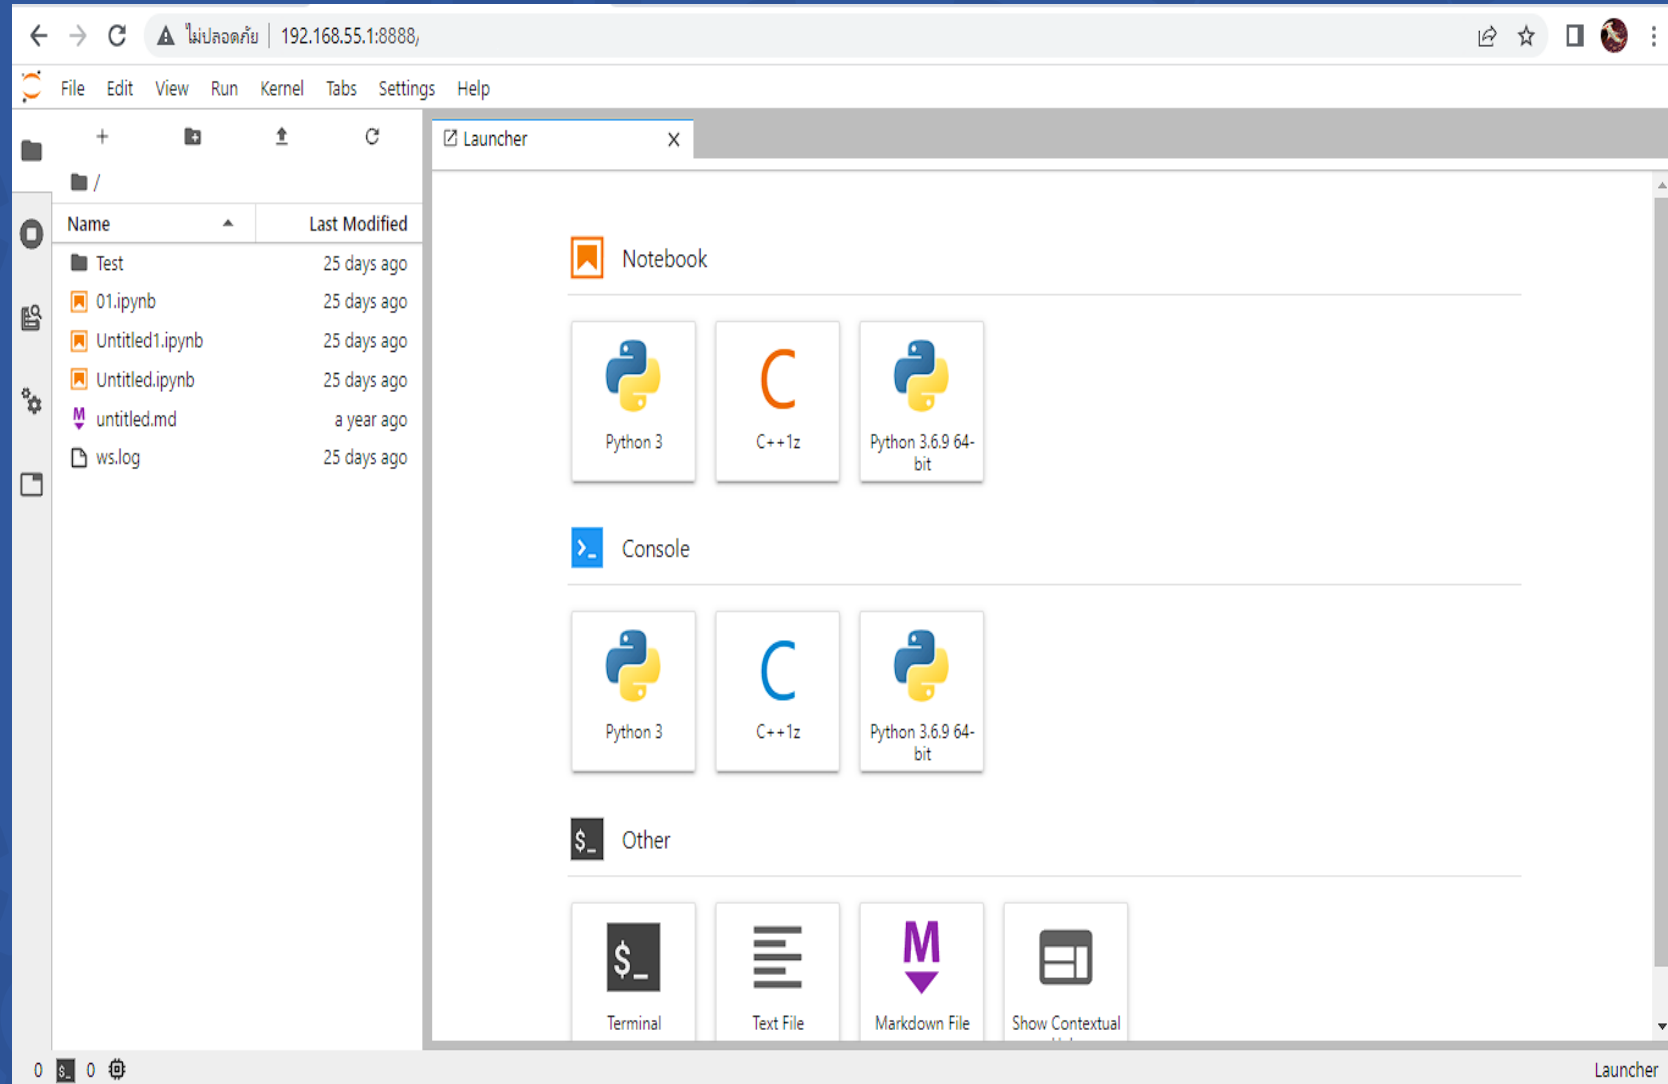 ไม่ปลอดภัย 192.168.55.1:8888/
File Edit View Run Kernel Tabs Settings Help
Launcher
/
Name Last Modified
Test 25 days ago
01.ipynb 25 days ago
Untitled1.ipynb 25 days ago
Untitled.ipynb 25 days ago
untitled.md a year ago
ws.log 25 days ago
Notebook
Python 3
C++1z
Python 3.6.9 64-
bit
Console
Python 3
C++1z
Python 3.6.9 64-
bit
$_ Other
$_
Terminal
Text File
Markdown File
Show Contextual
0 $_ 0
Launcher